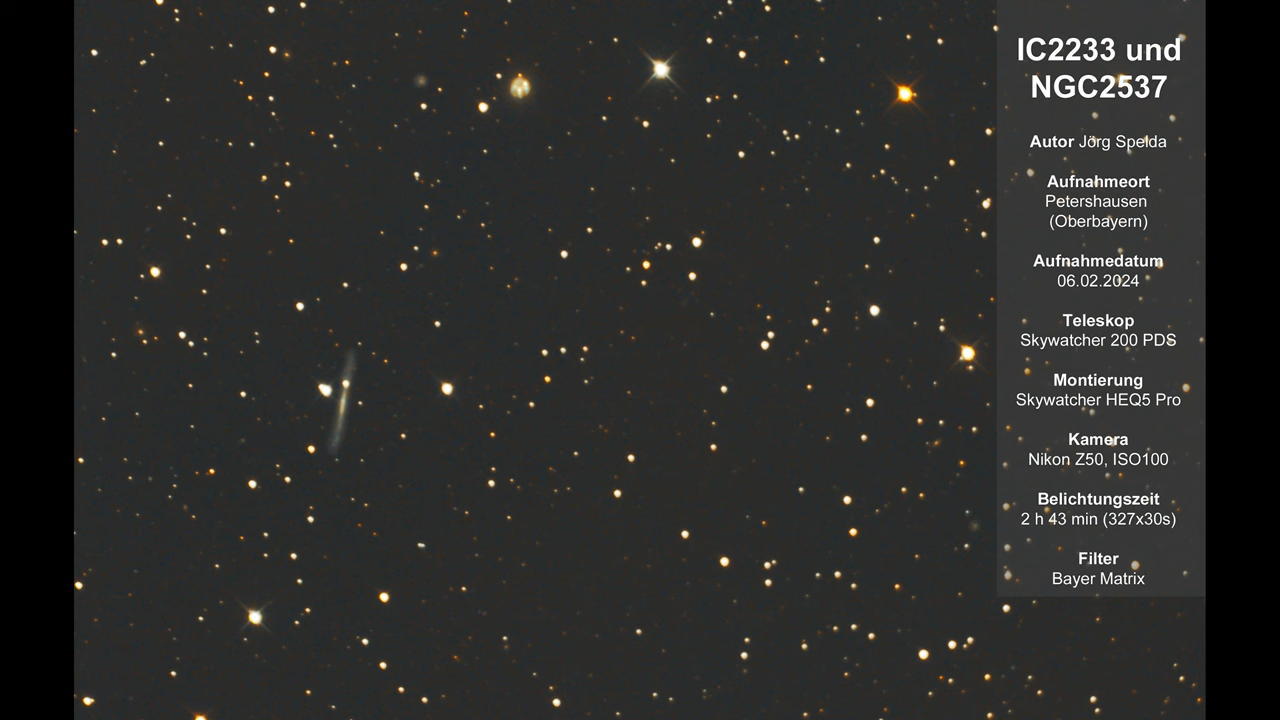 IC2233 und
NGC2537
Autor Jörg Spelda
Aufnahmeort
Petershausen
(Oberbayern)
Aufnahmedatum
06.02.2024
Teleskop
Skywatcher 200 PDS
Montierung
Skywatcher HEQ5 Pro
Kamera
Nikon Z50, ISO100
Belichtungszeit
2 h 43 min (327x30s)
Filter
Bayer Matrix